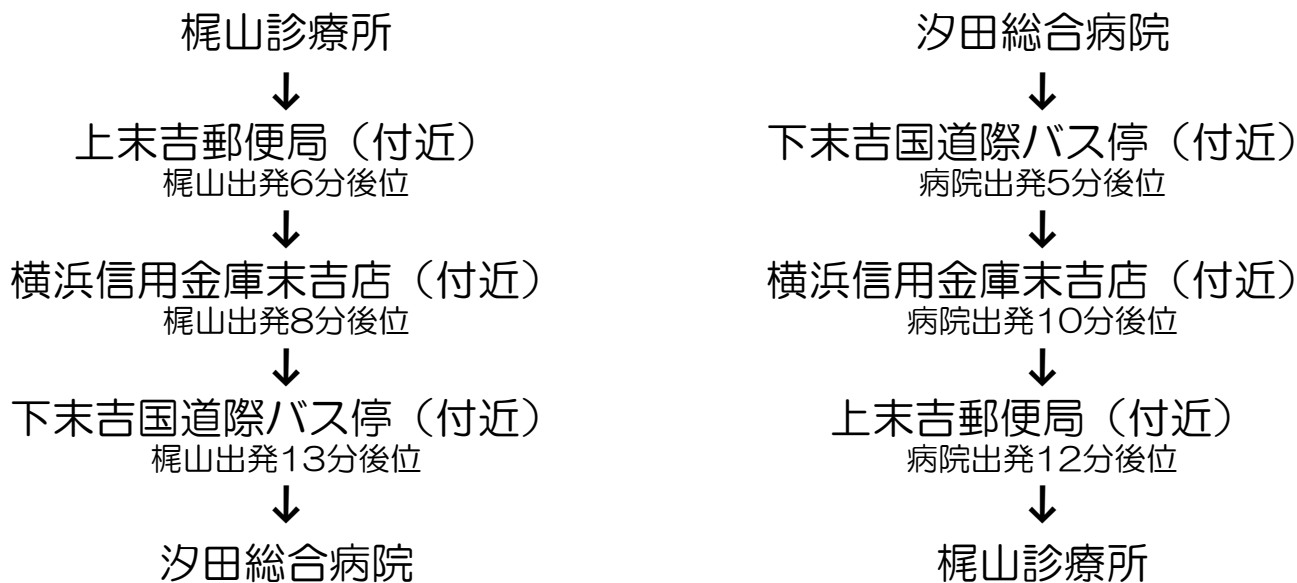 梶山診療所
↓
上末吉郵便局（付近）
梶山出発6分後位
↓
横浜信用金庫末吉店（付近）
梶山出発8分後位
↓
下末吉国道際バス停（付近）
梶山出発13分後位
↓
汐田総合病院
汐田総合病院
↓
下末吉国道際バス停（付近）
病院出発5分後位
↓
横浜信用金庫末吉店（付近）
病院出発10分後位
↓
上末吉郵便局（付近）
病院出発12分後位
↓
梶山診療所